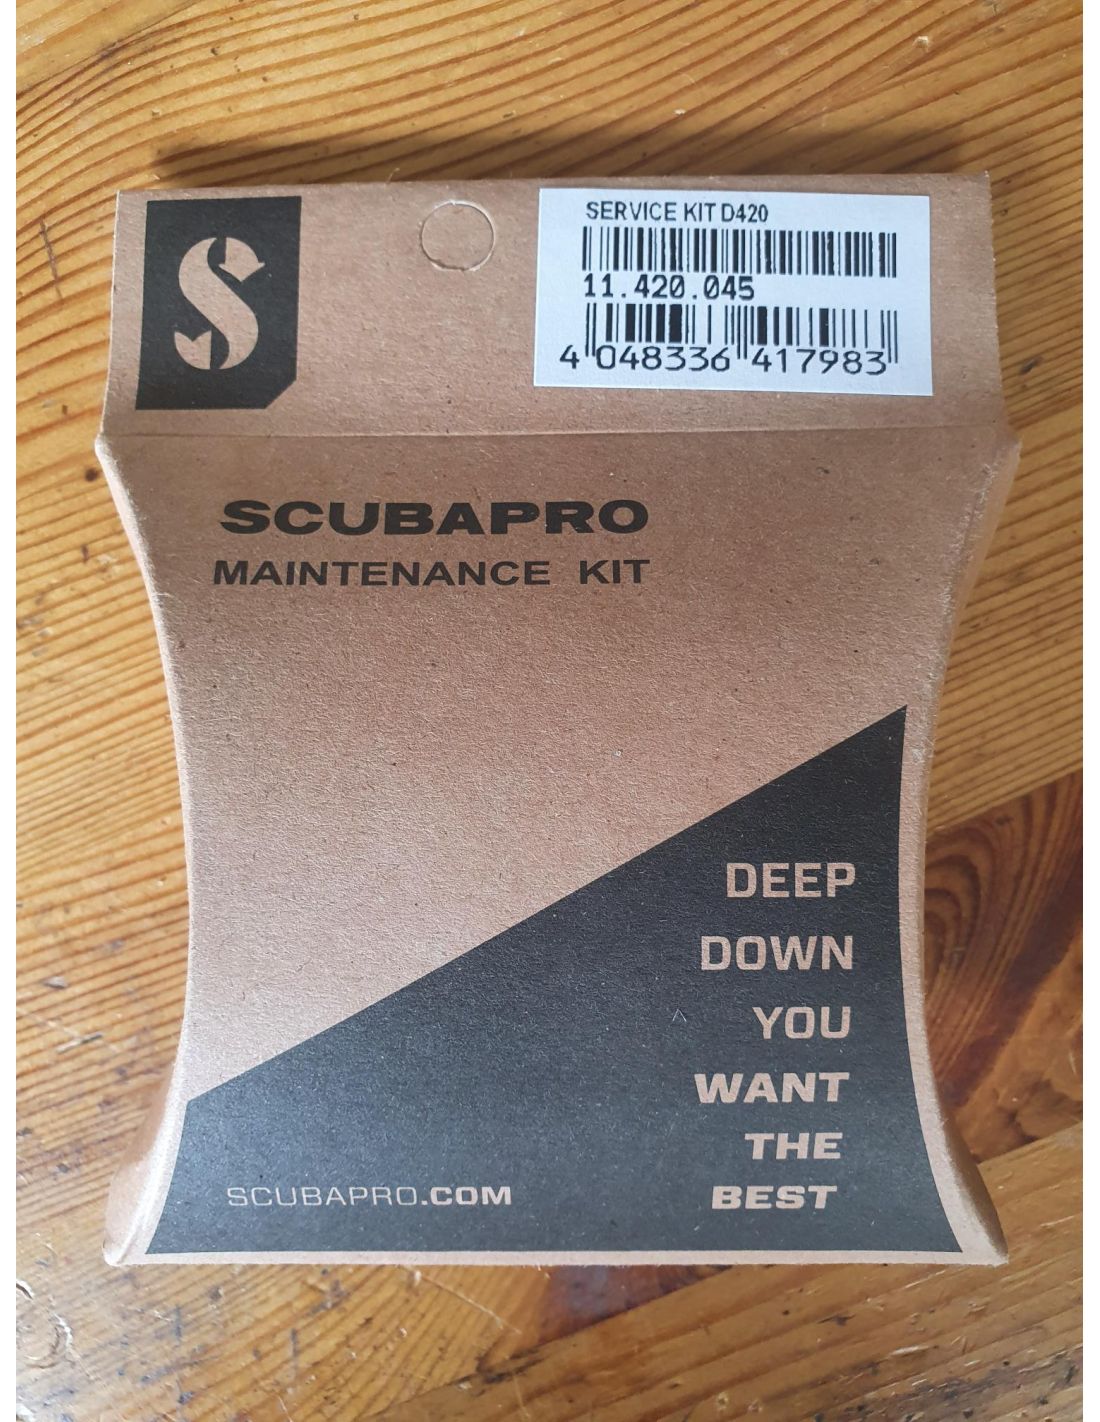 S
SERVICE KIT D420
11.420.045
4 048336 417983
SCUBAPRO
MAINTENANCE KIT
DEEP
DOWN
YOU
WANT
THE
BEST
SCUBAPRO.COM